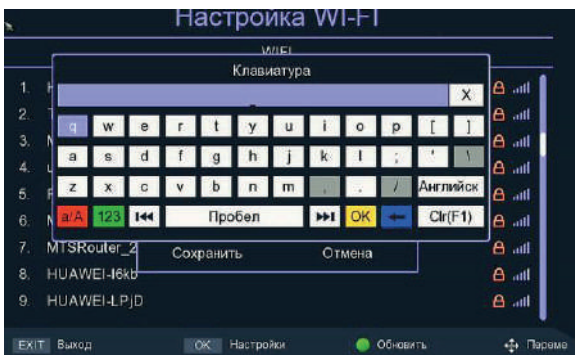 Настройка WI-FI
WIFI
Клавиатура
X
1.
2.
3.
4.
5.
6.
7. MTSRouter_2
8. HUAWEI-I6kb
9. HUAWEI-LPjD
q w e r t y u i o p [ ]
a s d f g h j k l ; ' \
z x c v b n m , . / Английск
a/A 123 Пробел OK Clr(F1)
Сохранить Отмена
EXIT Выход OK Настройки Обновить Переме